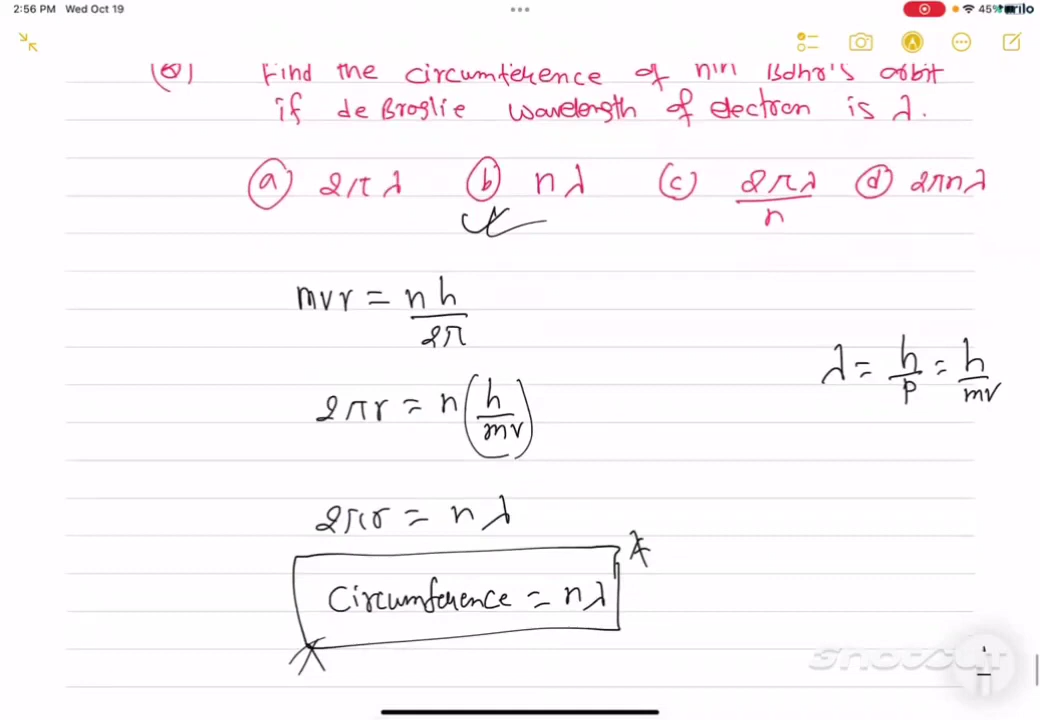 2:56 PM Wed Oct 19
45%
(Q) Find the circumference of nth Bohr's orbit
if de Broglie wavelength of electron is λ.
(a) 2πλ (b) nλ (c) 2πλ/n (d) 2πnλ
mvr = nh/2π
λ = h/p = h/mv
2πr = n(h/mv)
2πr = nλ
Circumference = nλ